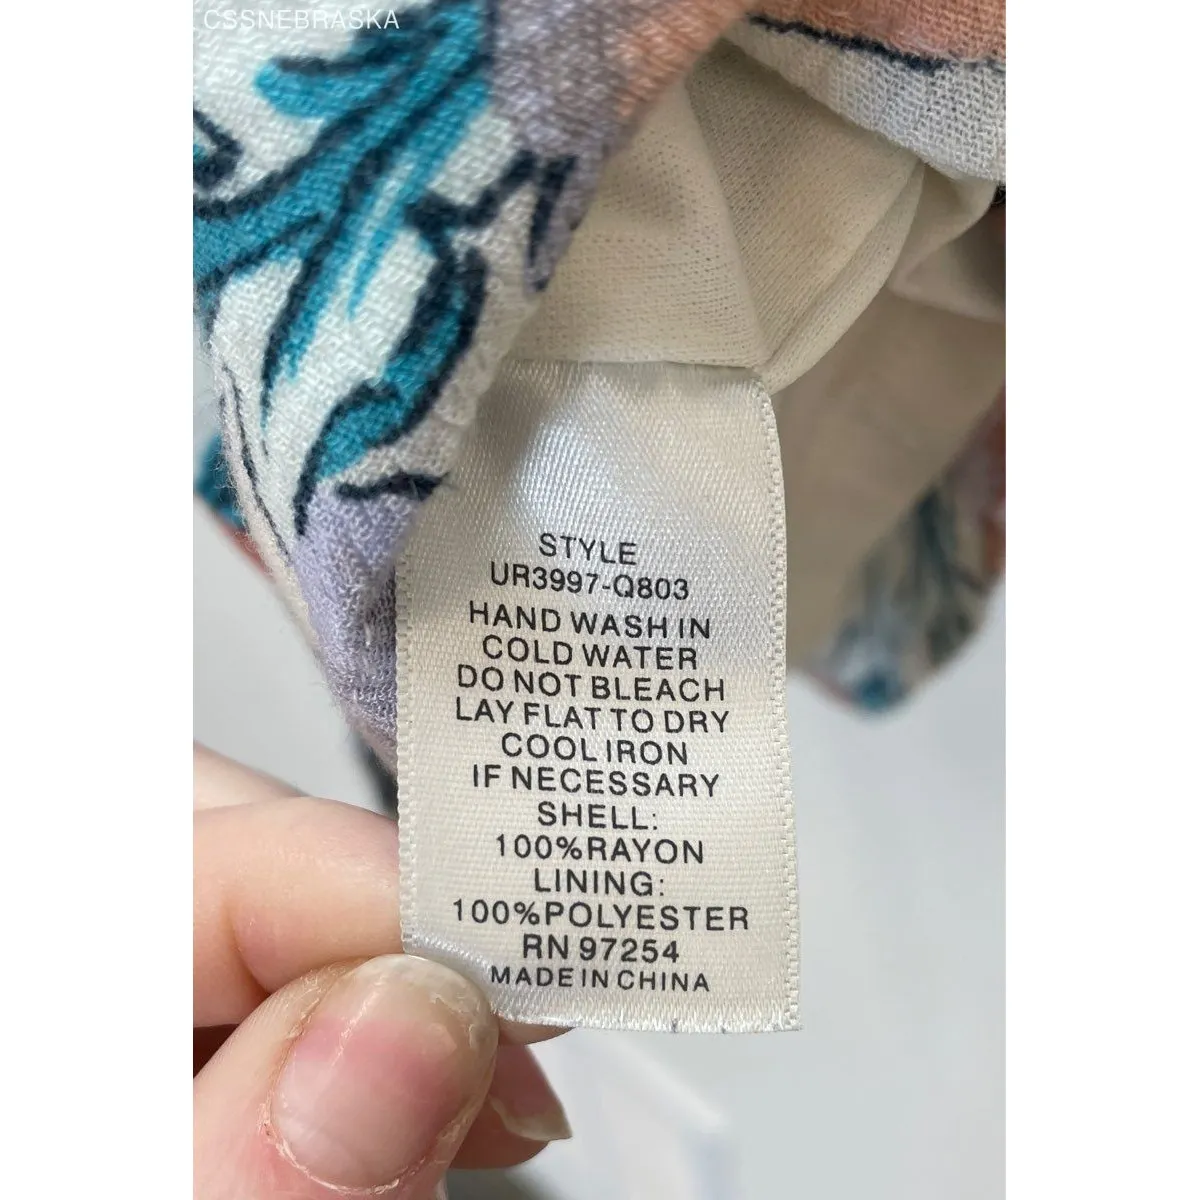 CSSNEBRASKA
STYLE
UR3997-Q803
HAND WASH IN
COLD WATER
DO NOT BLEACH
LAY FLAT TO DRY
COOL IRON
IF NECESSARY
SHELL:
100%RAYON
LINING:
100%POLYESTER
RN 97254
MADE IN CHINA